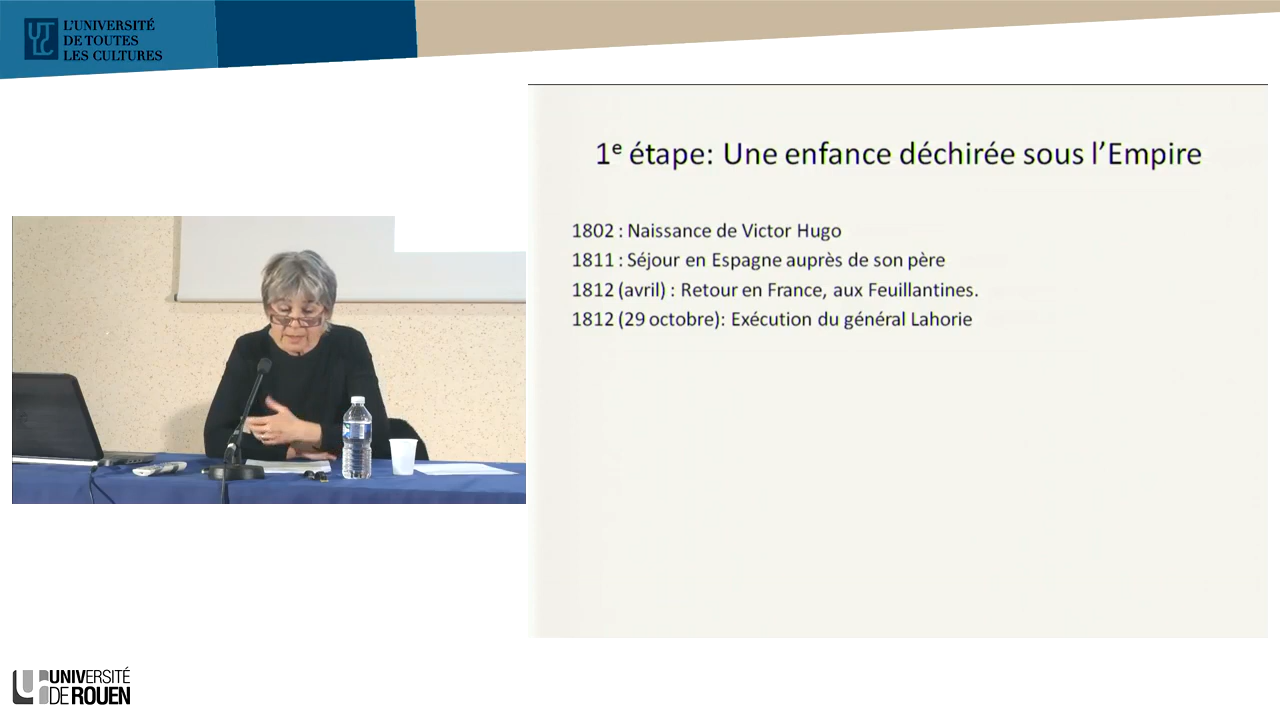 L'UNIVERSITÉ
DE TOUTES
LES CULTURES
1e étape: Une enfance déchirée sous l'Empire
1802 : Naissance de Victor Hugo
1811 : Séjour en Espagne auprès de son père
1812 (avril) : Retour en France, aux Feuillantines.
1812 (29 octobre): Exécution du général Lahorie
UNIVERSITÉ
DE ROUEN